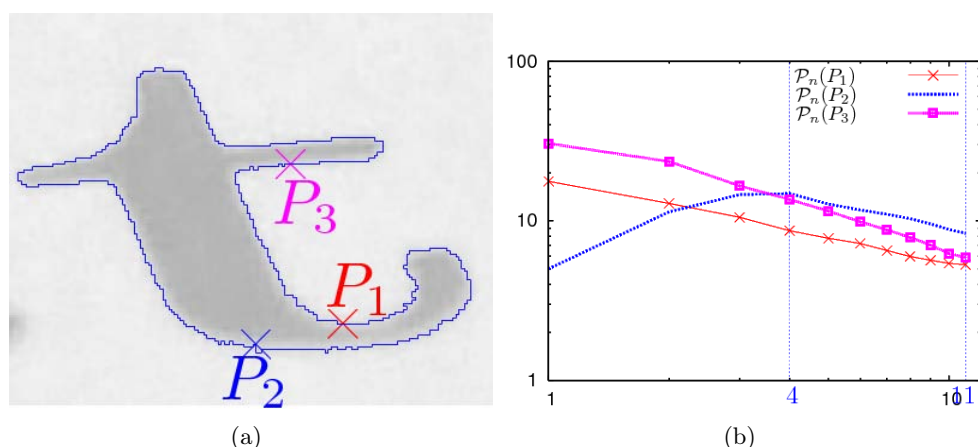 P₃
P₁
P₂
(a)
100
10
1
𝒫ₙ(P₁)
𝒫ₙ(P₂)
𝒫ₙ(P₃)
1 4 10 11
(b)